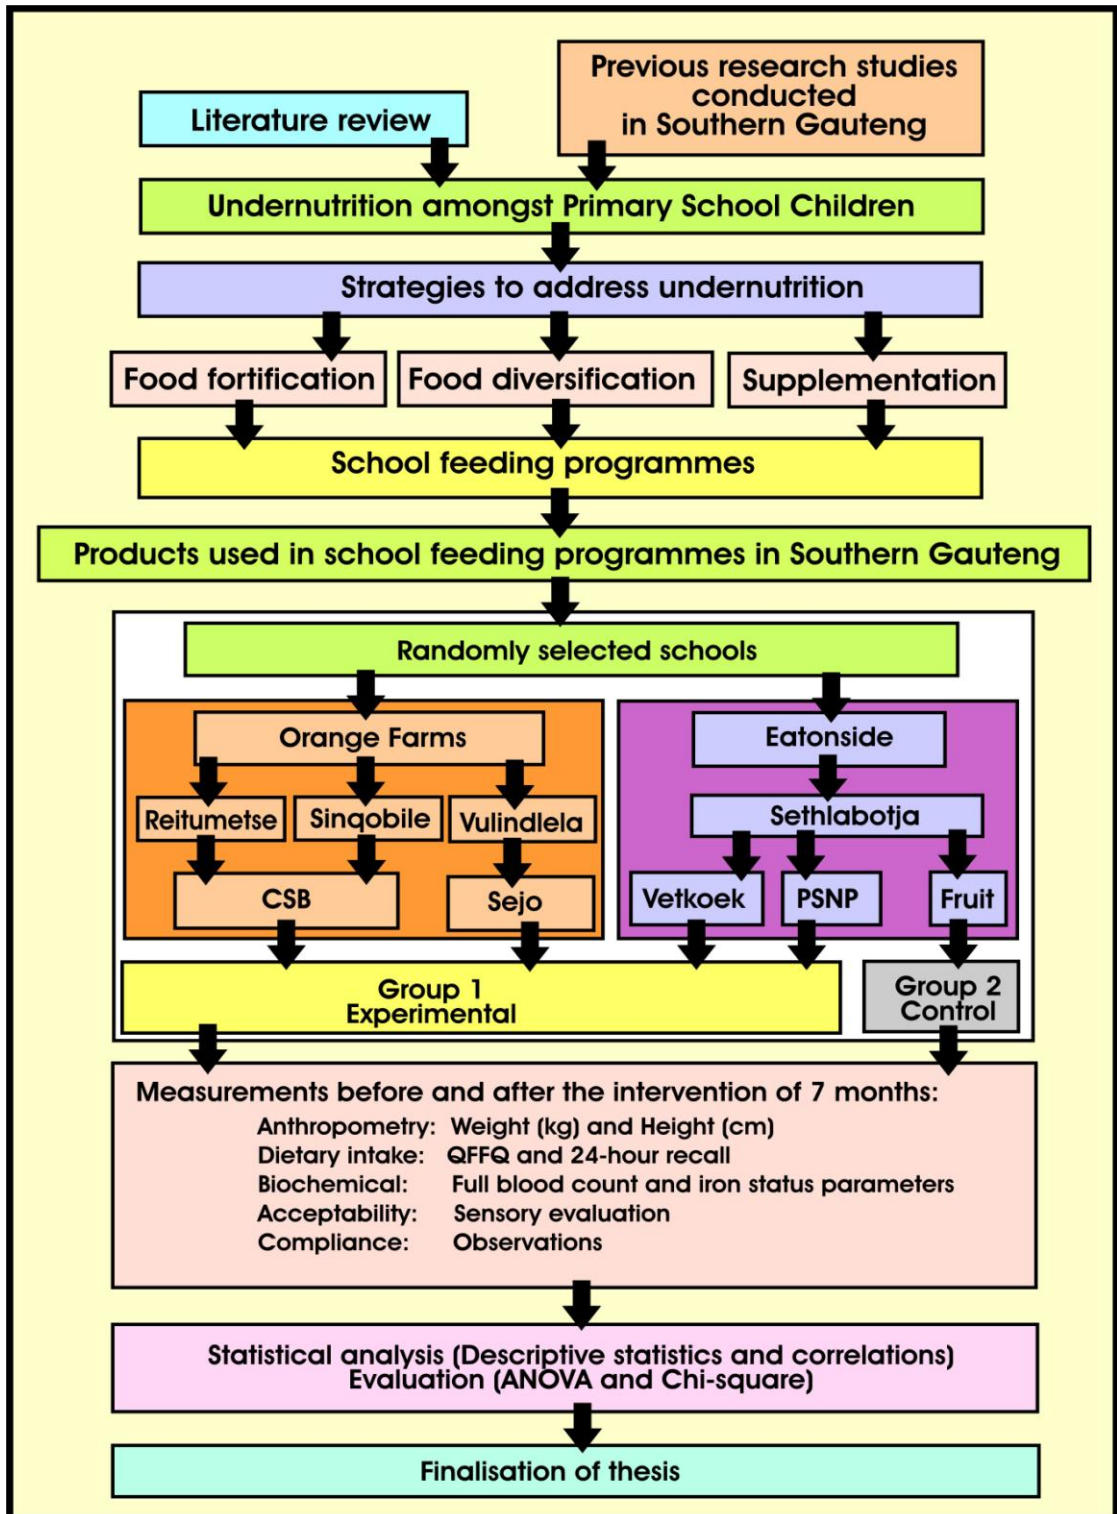 Previous research studies
conducted
in Southern Gauteng
Literature review
Undernutrition amongst Primary School Children
Strategies to address undernutrition
Food fortification
Food diversification
Supplementation
School feeding programmes
Products used in school feeding programmes in Southern Gauteng
Randomly selected schools
Orange Farms
Eatonside
Reitumetse
Sinqobile
Vulindlela
Sethlabotja
CSB
Sejo
Vetkoek
PSNP
Fruit
Group 1
Experimental
Group 2
Control
Measurements before and after the intervention of 7 months:
Anthropometry: Weight (kg) and Height (cm)
Dietary intake: QFFQ and 24-hour recall
Biochemical: Full blood count and iron status parameters
Acceptability: Sensory evaluation
Compliance: Observations
Statistical analysis (Descriptive statistics and correlations)
Evaluation (ANOVA and Chi-square)
Finalisation of thesis